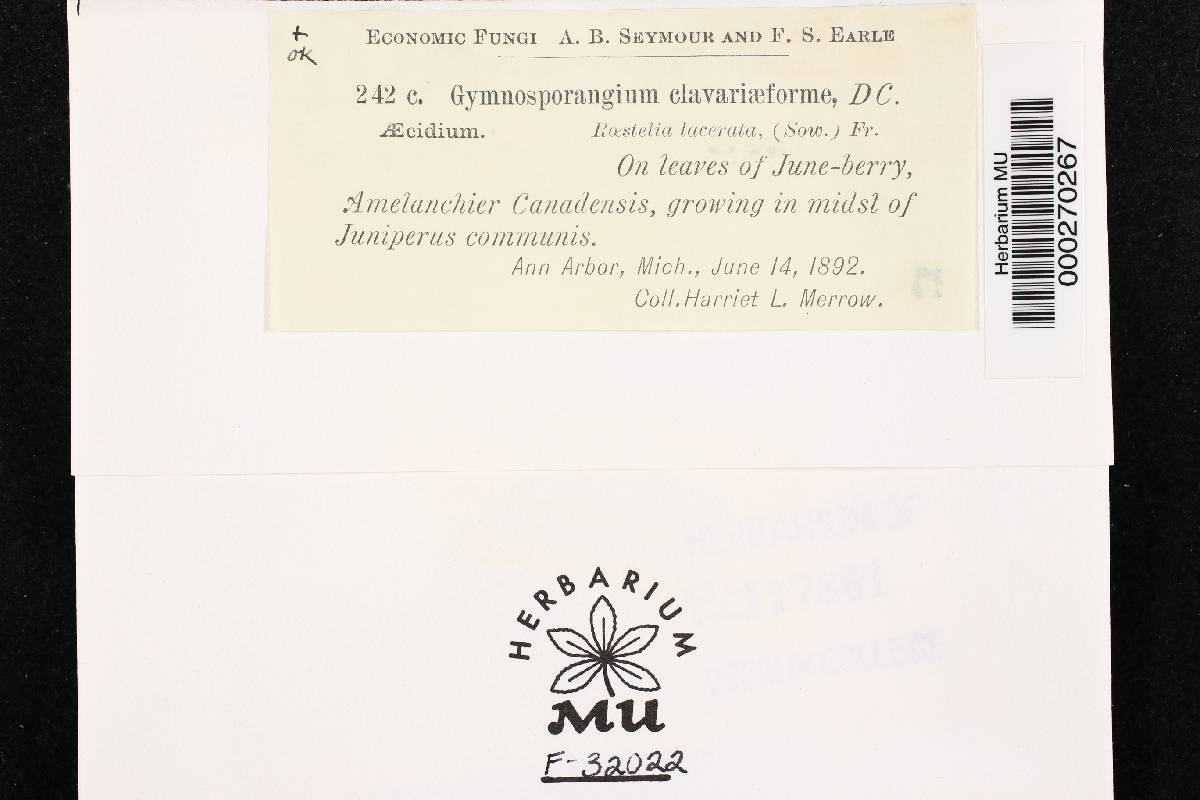 +
ok
ECONOMIC FUNGI A. B. SEYMOUR AND F. S. EARLE
242 c. Gymnosporangium clavariæforme, DC.
Æcidium. Rœstelia lacerata, (Sow.) Fr.
On leaves of June-berry,
Amelanchier Canadensis, growing in midst of
Juniperus communis.
Ann Arbor, Mich., June 14, 1892.
Coll. Harriet L. Merrow.
Herbarium MU
000270267
HERBARIUM
MU
F-32022